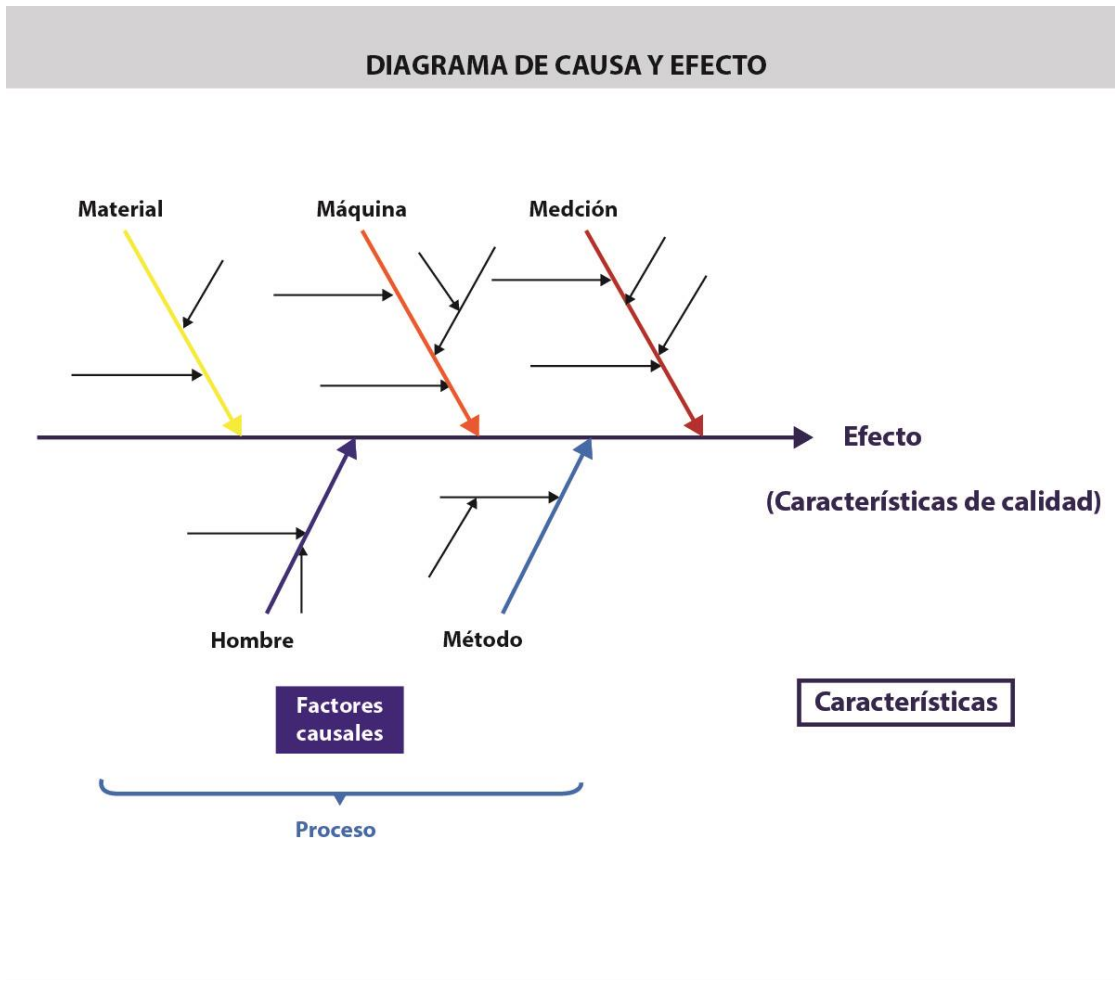 DIAGRAMA DE CAUSA Y EFECTO
Material
Máquina
Medción
Efecto
(Características de calidad)
Hombre
Método
Factores
causales
Características
Proceso